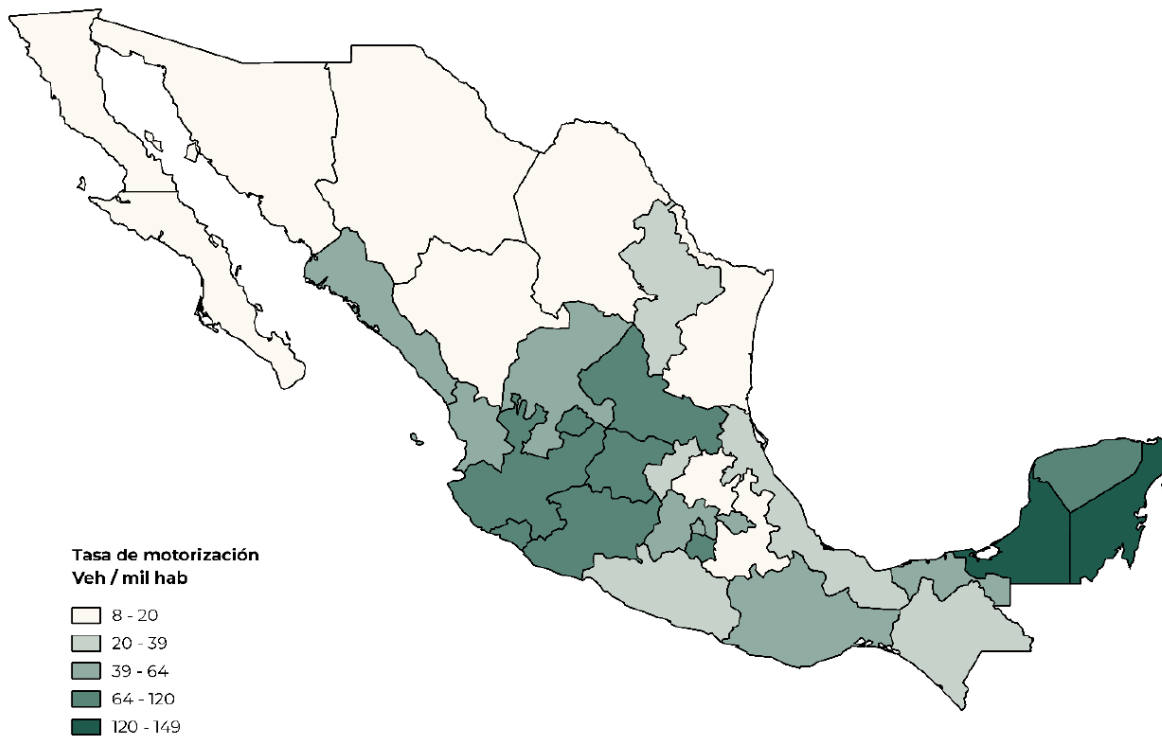 Tasa de motorización
Veh / mil hab
8 - 20
20 - 39
39 - 64
64 - 120
120 - 149